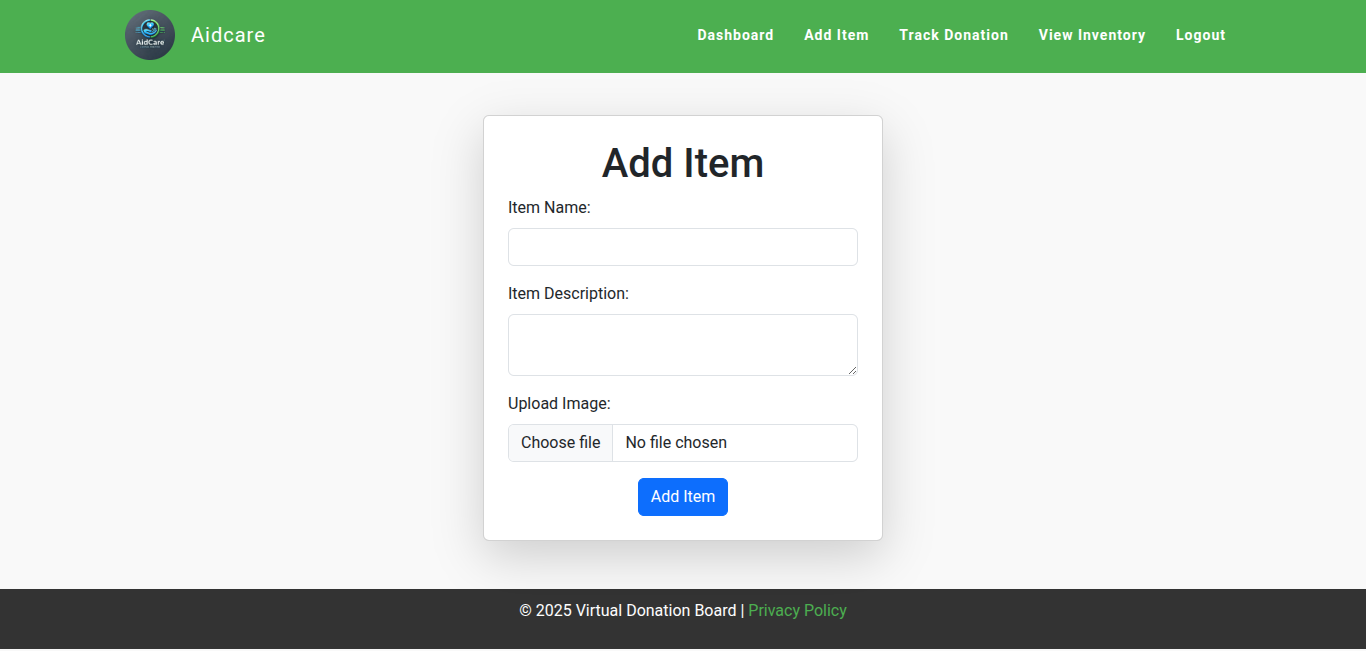 AidCare
Aidcare
Dashboard Add Item Track Donation View Inventory Logout
Add Item
Item Name:
Item Description:
Upload Image:
Choose file No file chosen
Add Item
© 2025 Virtual Donation Board | Privacy Policy